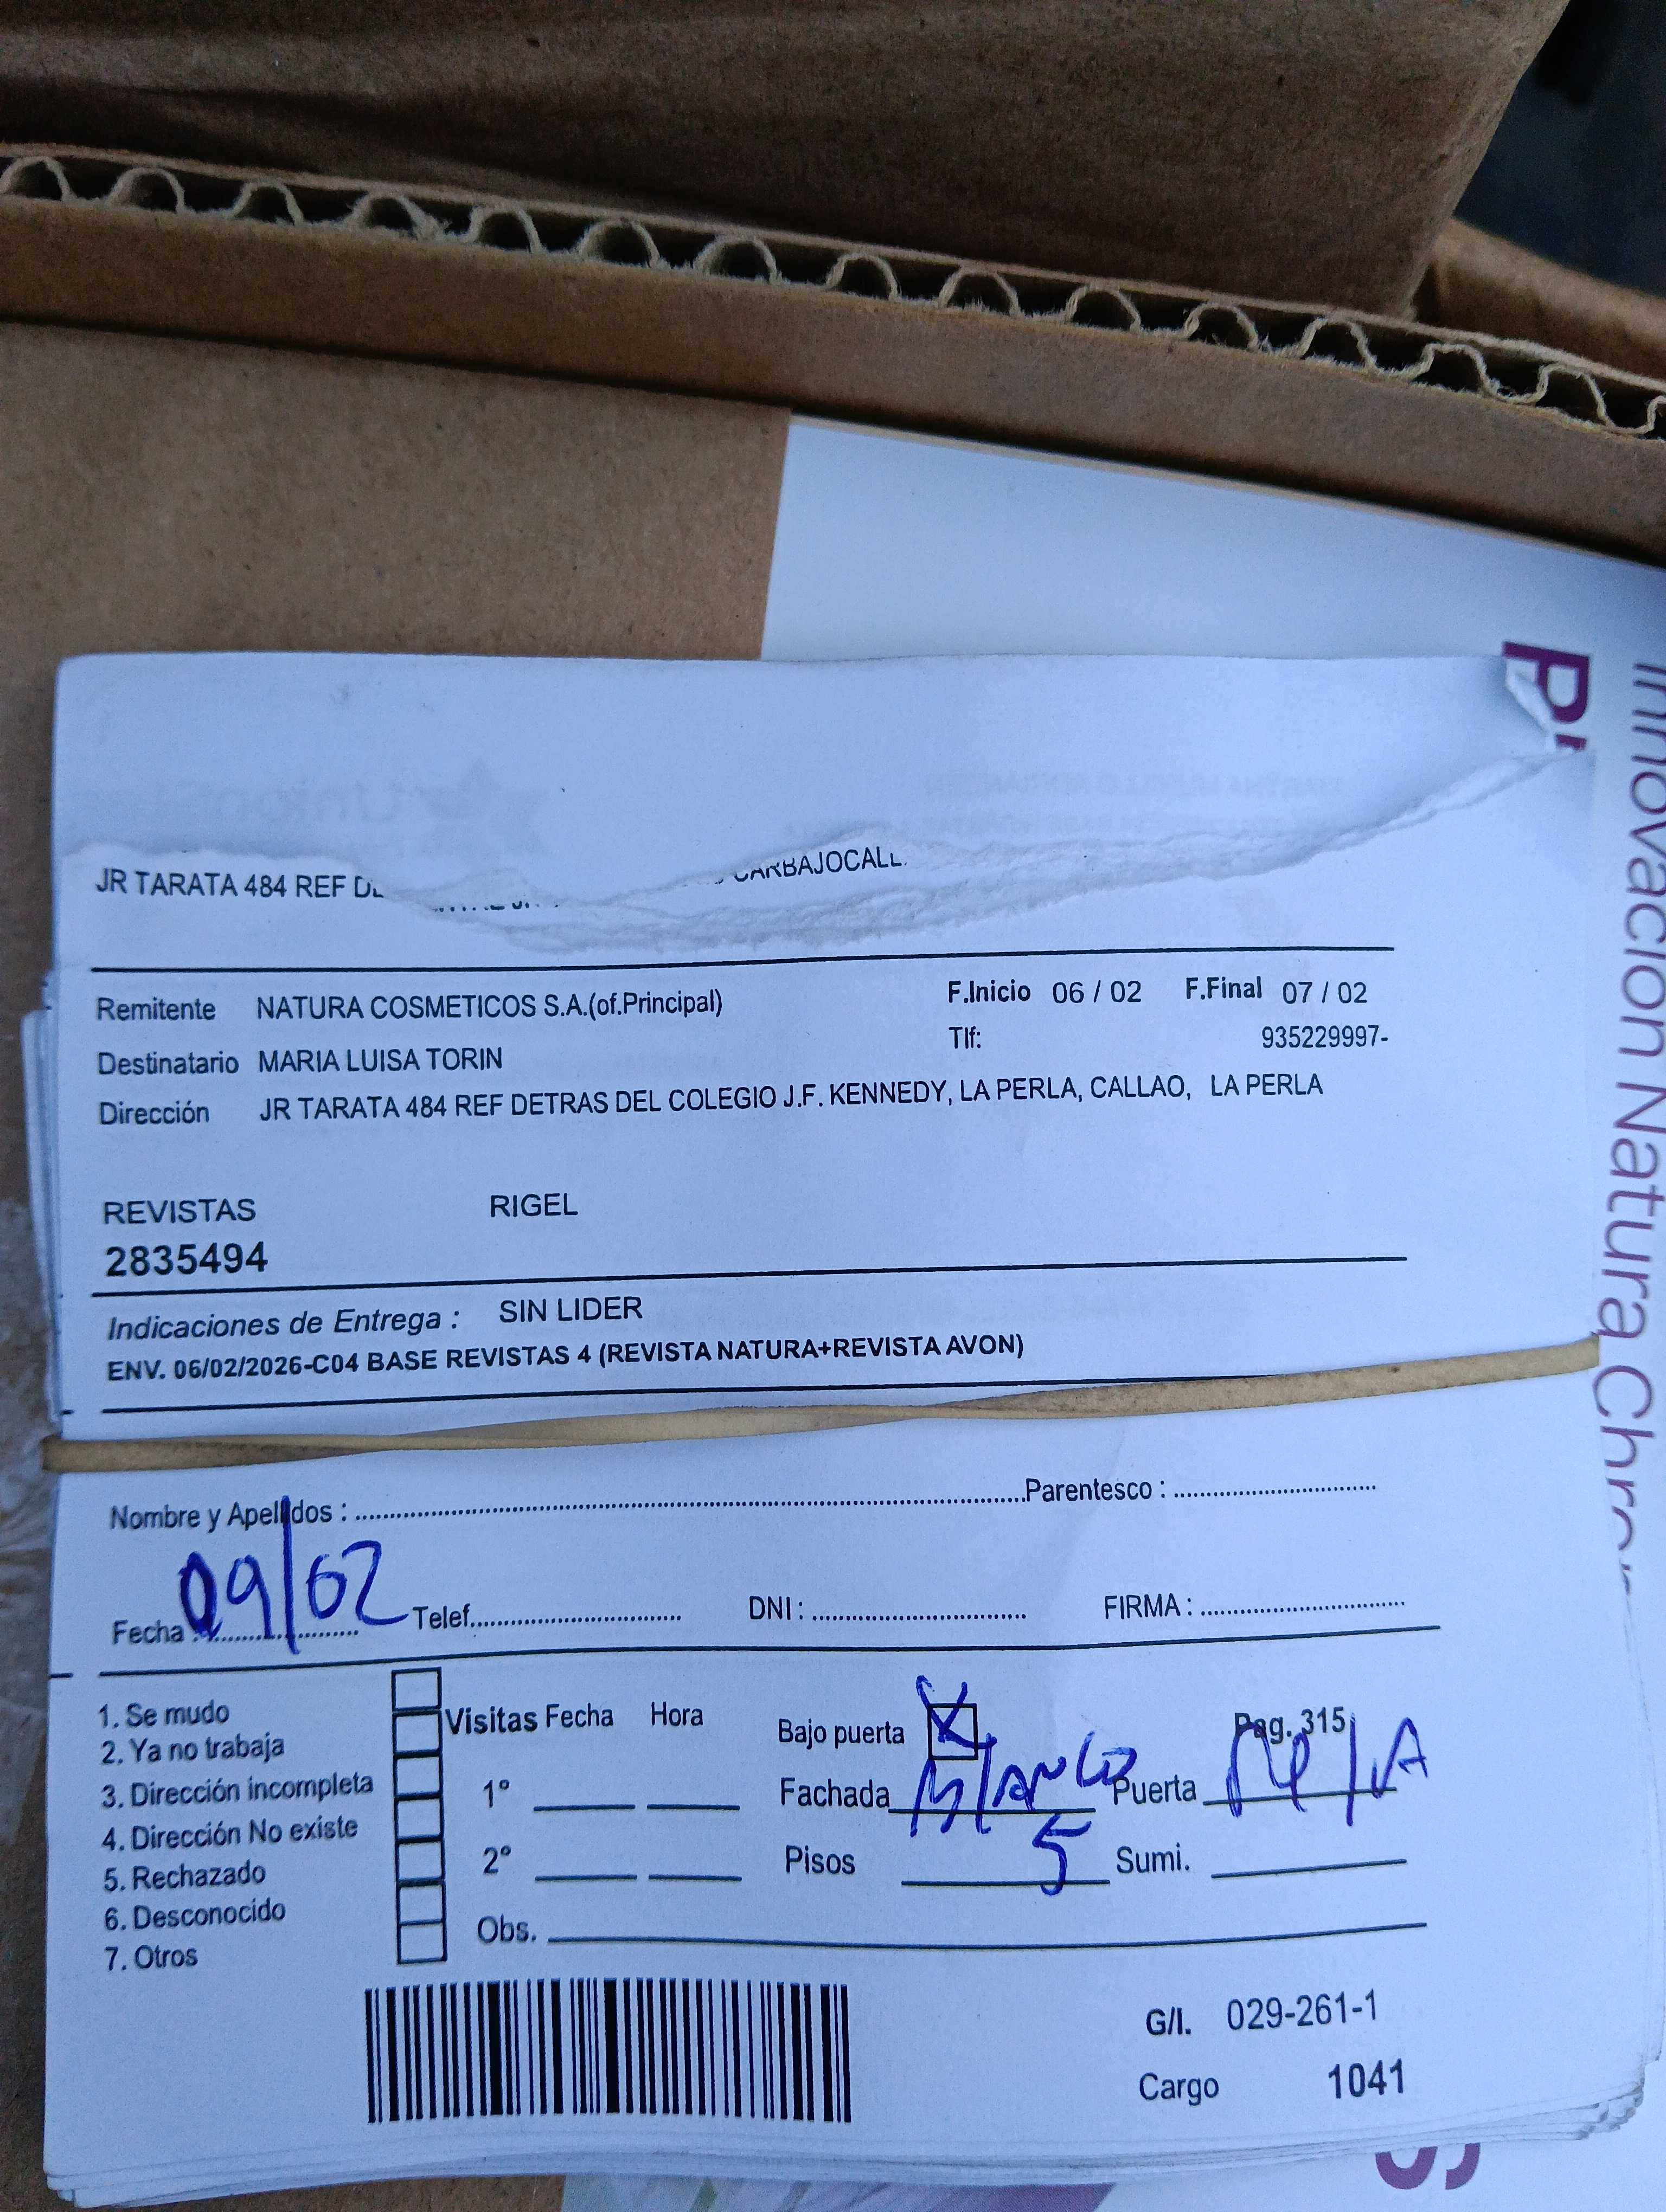 JR TARATA 484 REF DE
CARBAJOCALL
Remitente NATURA COSMETICOS S.A.(of.Principal) F.Inicio 06 / 02 F.Final 07 / 02
Tlf: 935229997-
Destinatario MARIA LUISA TORIN
Dirección JR TARATA 484 REF DETRAS DEL COLEGIO J.F. KENNEDY, LA PERLA, CALLAO, LA PERLA
REVISTAS RIGEL
2835494
Indicaciones de Entrega : SIN LIDER
ENV. 06/02/2026-C04 BASE REVISTAS 4 (REVISTA NATURA+REVISTA AVON)
Nombre y Apellidos : Parentesco :
Fecha : 09/02 Telef. DNI : FIRMA :
1. Se mudo
2. Ya no trabaja
3. Dirección incompleta
4. Dirección No existe
5. Rechazado
6. Desconocido
7. Otros
Visitas Fecha Hora
1°
2°
Obs.
Bajo puerta X Pag. 315
Fachada Puerta
Pisos 5 Sumi.
G/I. 029-261-1
Cargo 1041
Innovación Natura